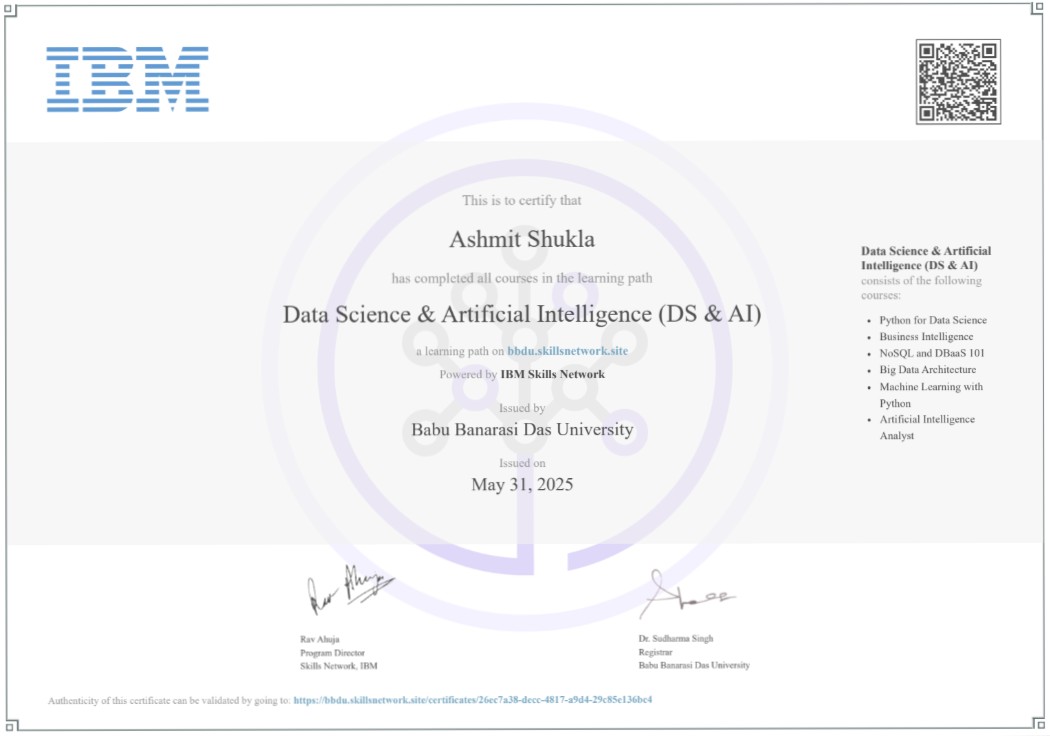 IBM
This is to certify that
Ashmit Shukla
has completed all courses in the learning path
Data Science & Artificial Intelligence (DS & AI)
a learning path on bbdu.skillsnetwork.site
Powered by IBM Skills Network
Issued by
Babu Banarasi Das University
Issued on
May 31, 2025
Data Science & Artificial
Intelligence (DS & AI)
consists of the following
courses:
• Python for Data Science
• Business Intelligence
• NoSQL and DBaaS 101
• Big Data Architecture
• Machine Learning with
Python
• Artificial Intelligence
Analyst
Rav Ahuja
Rav Ahuja
Program Director
Skills Network, IBM
Dr. Sudharma Singh
Registrar
Babu Banarasi Das University
Authenticity of this certificate can be validated by going to: https://bbdu.skillsnetwork.site/certificates/26ec7a38-decc-4817-a9d4-29c85e136bc4